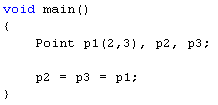 void main()
{
    Point p1(2,3), p2, p3;
    p2 = p3 = p1;
}